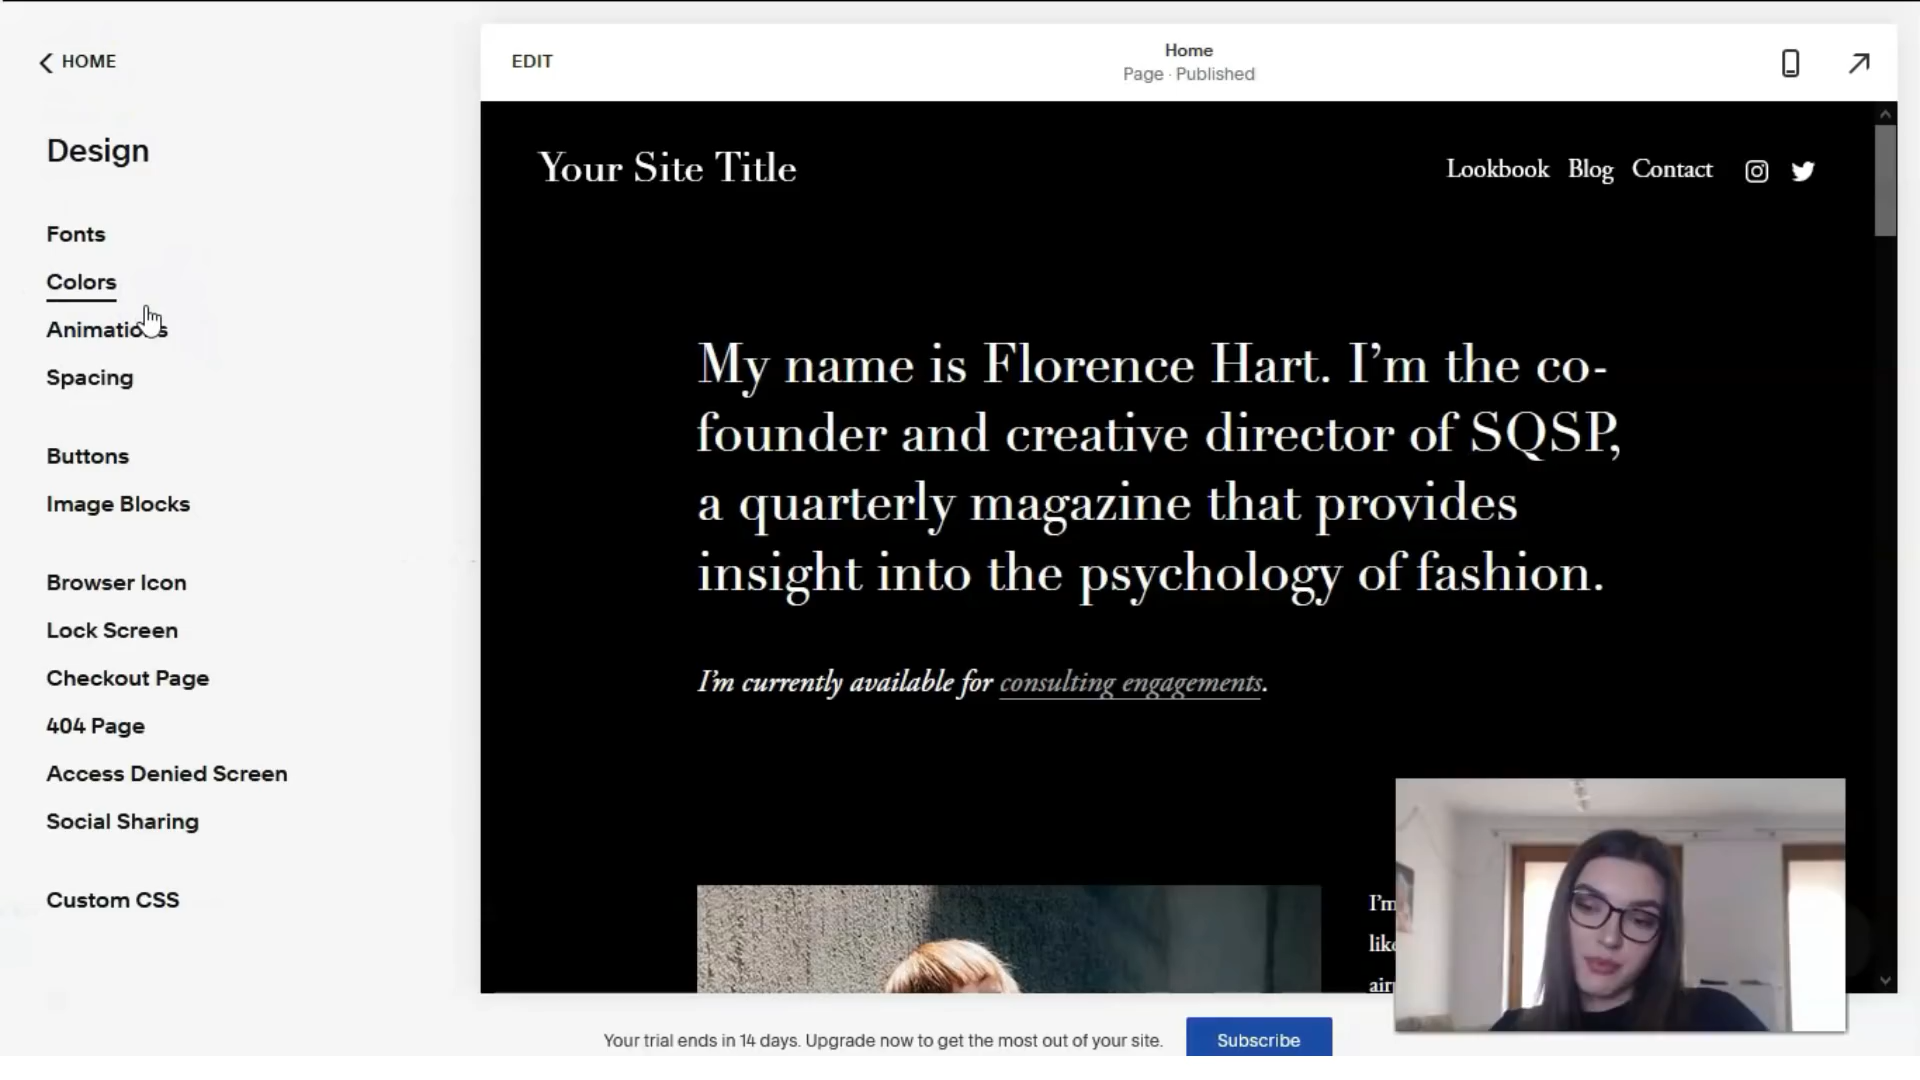 HOME
Design
Fonts
Colors
Animations
Spacing
Buttons
Image Blocks
Browser Icon
Lock Screen
Checkout Page
404 Page
Access Denied Screen
Social Sharing
Custom CSS
EDIT
Home
Page · Published
Your Site Title
Lookbook Blog Contact
My name is Florence Hart. I’m the co-
founder and creative director of SQSP,
a quarterly magazine that provides
insight into the psychology of fashion.
I’m currently available for consulting engagements.
I’m
Your trial ends in 14 days. Upgrade now to get the most out of your site.
Subscribe